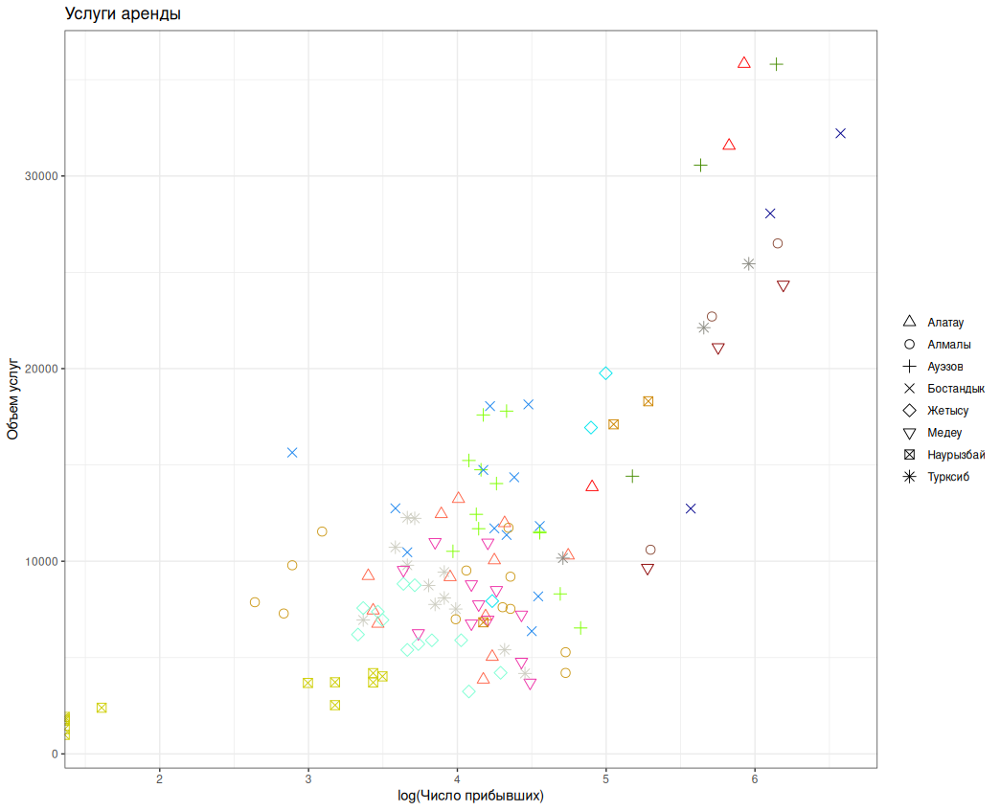 Услуги аренды
Объем услуг
30000
20000
10000
0
2 3 4 5 6
log(Число прибывших)
Алатау
Алмалы
Ауэзов
Бостандык
Жетысу
Медеу
Наурызбай
Турксиб